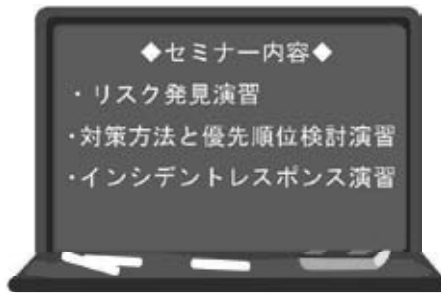 ◆セミナー内容◆
・リスク発見演習
・対策方法と優先順位検討演習
・インシデントレスポンス演習